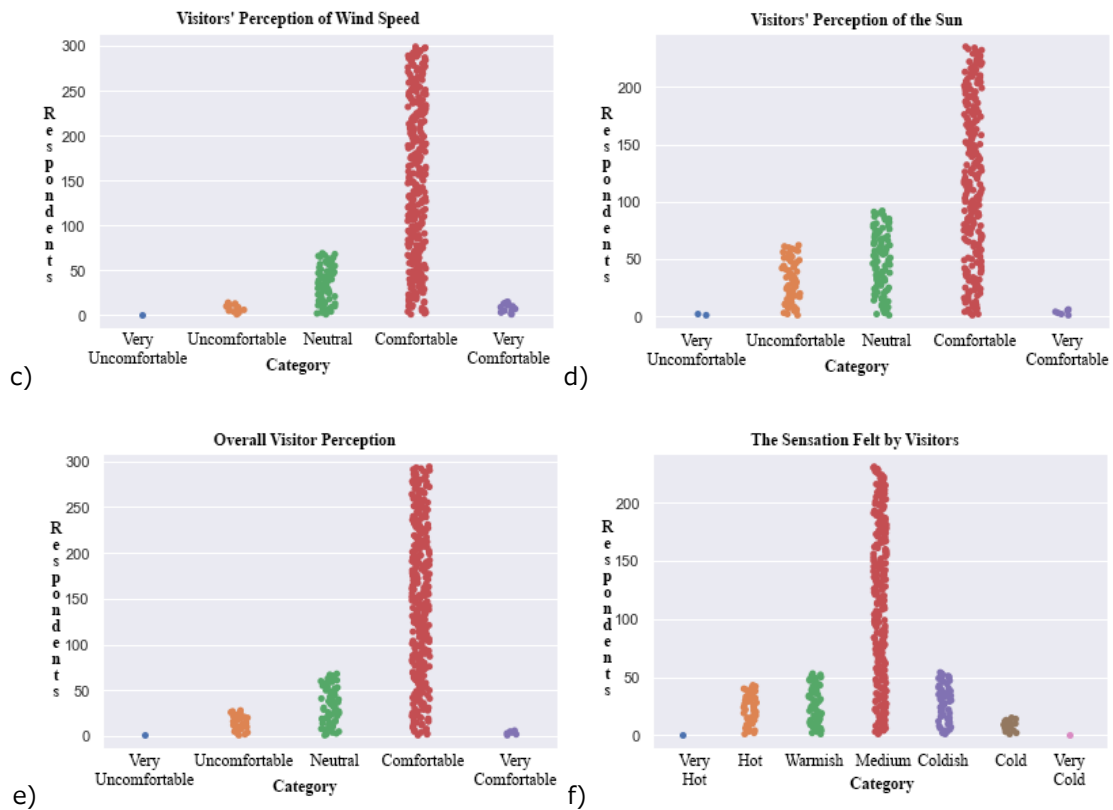 Visitors' Perception of Wind Speed
Respondents
300
250
200
150
100
50
0
Very Uncomfortable
Uncomfortable
Neutral
Comfortable
Very Comfortable
Category
c)
Visitors' Perception of the Sun
Respondents
200
150
100
50
0
Very Uncomfortable
Uncomfortable
Neutral
Comfortable
Very Comfortable
Category
d)
Overall Visitor Perception
Respondents
300
250
200
150
100
50
0
Very Uncomfortable
Uncomfortable
Neutral
Comfortable
Very Comfortable
Category
e)
The Sensation Felt by Visitors
Respondents
200
150
100
50
0
Very Hot
Hot
Warmish
Medium
Coldish
Cold
Very Cold
Category
f)